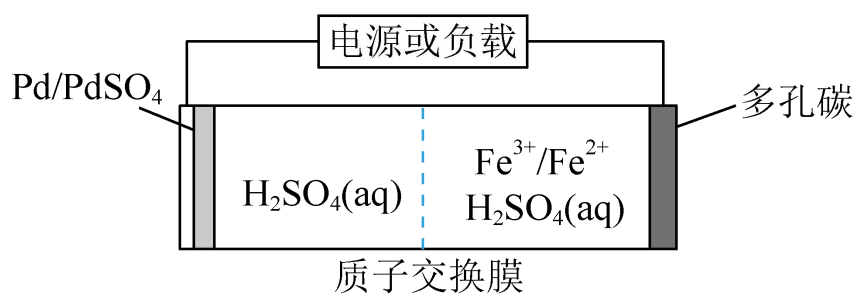 电源或负载
Pd/PdSO₄
多孔碳
H₂SO₄(aq)
Fe³⁺/Fe²⁺
H₂SO₄(aq)
质子交换膜